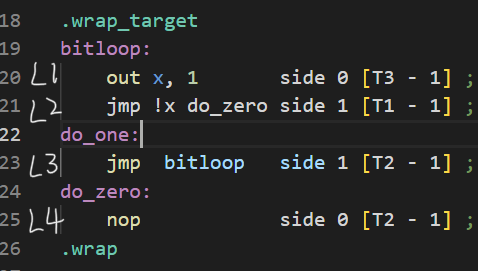 18 .wrap_target
19 bitloop:
20 L1 out x, 1 side 0 [T3 - 1] ;
21 L2 jmp !x do_zero side 1 [T1 - 1] ;
22 do_one:
23 L3 jmp bitloop side 1 [T2 - 1] ;
24 do_zero:
25 L4 nop side 0 [T2 - 1] ;
26 .wrap